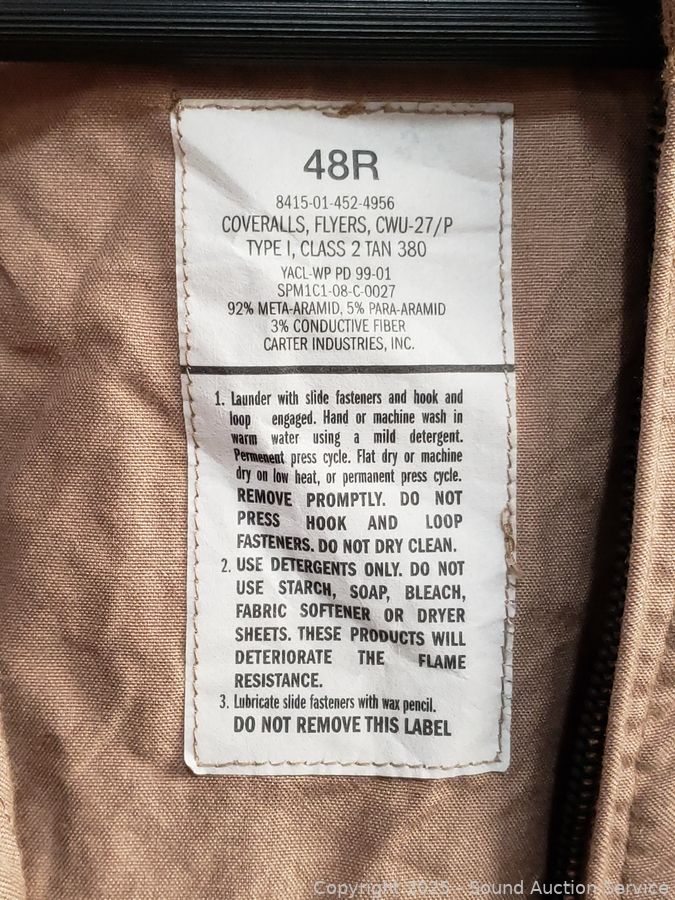 48R
8415-01-452-4956
COVERALLS, FLYERS, CWU-27/P
TYPE I, CLASS 2 TAN 380
YACL-WP PD 99-01
SPM1C1-08-C-0027
92% META-ARAMID, 5% PARA-ARAMID
3% CONDUCTIVE FIBER
CARTER INDUSTRIES, INC.
1. Launder with slide fasteners and hook and
loop engaged. Hand or machine wash in
warm water using a mild detergent.
Permenent press cycle. Flat dry or machine
dry on low heat, or permanent press cycle.
REMOVE PROMPTLY. DO NOT
PRESS HOOK AND LOOP
FASTENERS. DO NOT DRY CLEAN.
2. USE DETERGENTS ONLY. DO NOT
USE STARCH, SOAP, BLEACH,
FABRIC SOFTENER OR DRYER
SHEETS. THESE PRODUCTS WILL
DETERIORATE THE FLAME
RESISTANCE.
3. Lubricate slide fasteners with wax pencil.
DO NOT REMOVE THIS LABEL
Copyright 2025 - Sound Auction Service